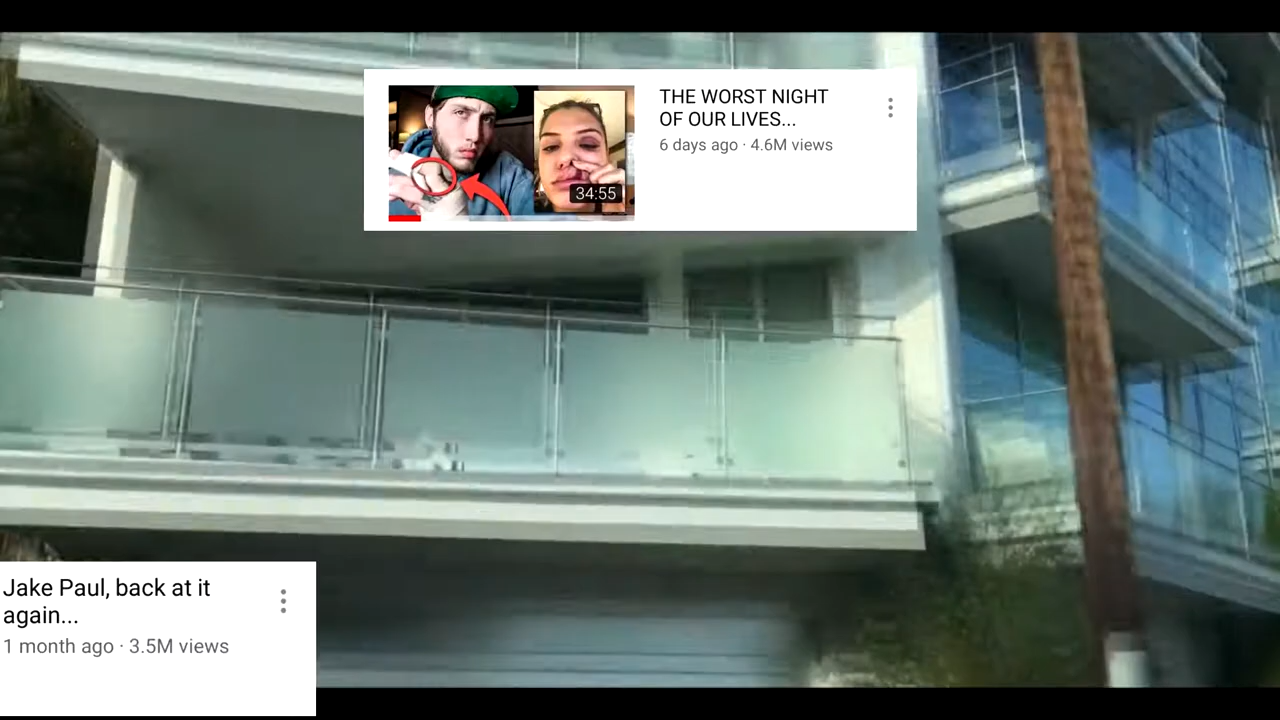 THE WORST NIGHT
OF OUR LIVES...
6 days ago · 4.6M views
34:55
Jake Paul, back at it
again...
1 month ago · 3.5M views